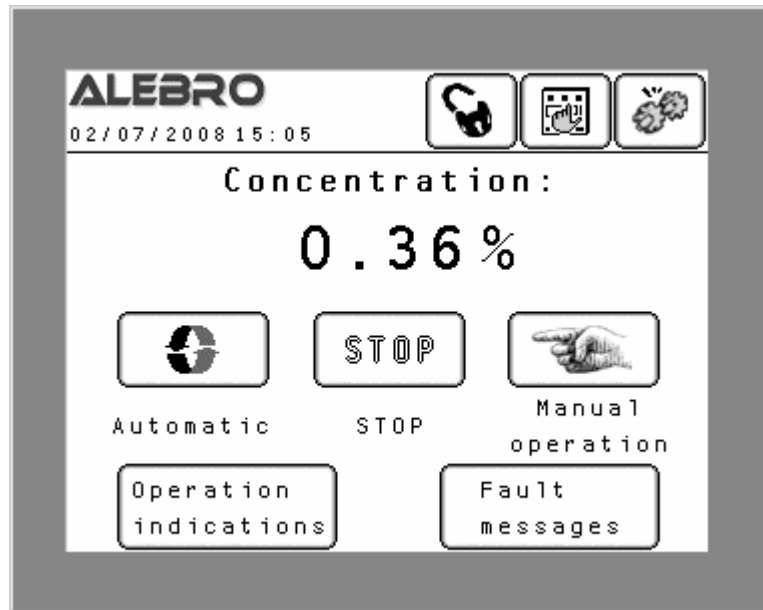 ALEBRO
02/07/2008 15:05
Concentration:
0.36%
STOP
Automatic
STOP
Manual
operation
Operation
indications
Fault
messages